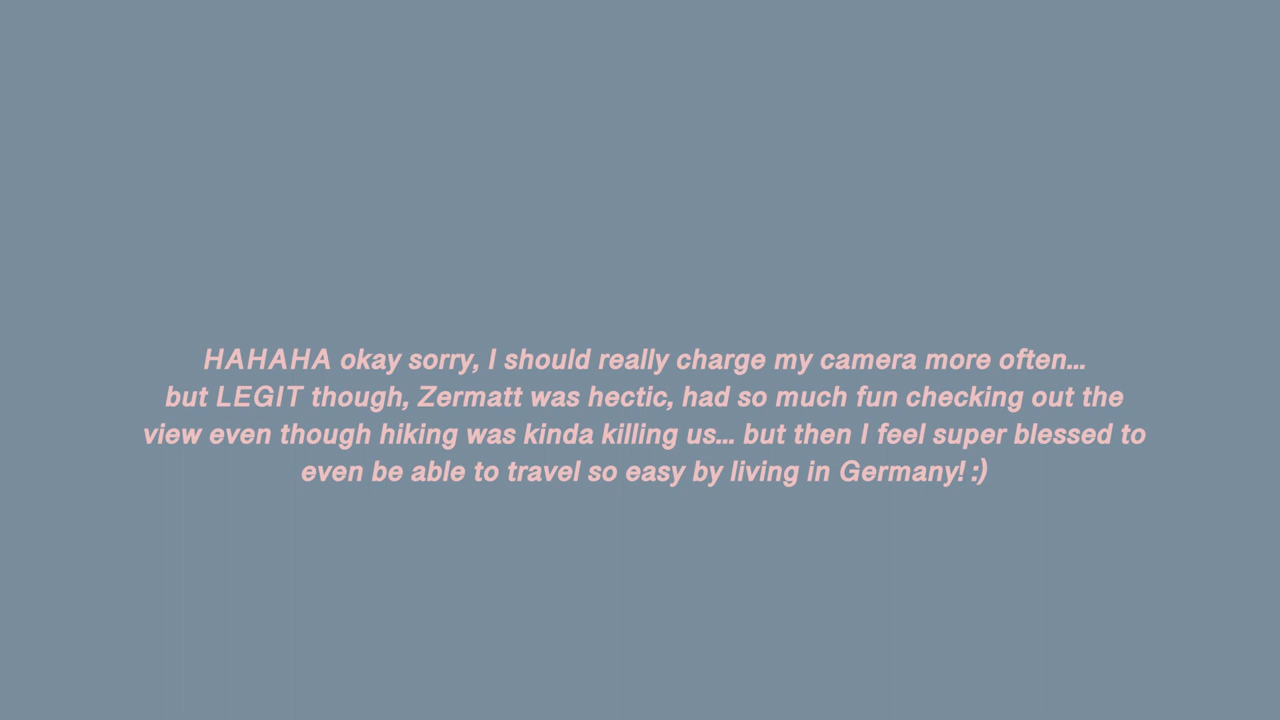 HAHAHA okay sorry, I should really charge my camera more often...
but LEGIT though, Zermatt was hectic, had so much fun checking out the
view even though hiking was kinda killing us... but then I feel super blessed to
even be able to travel so easy by living in Germany! :)